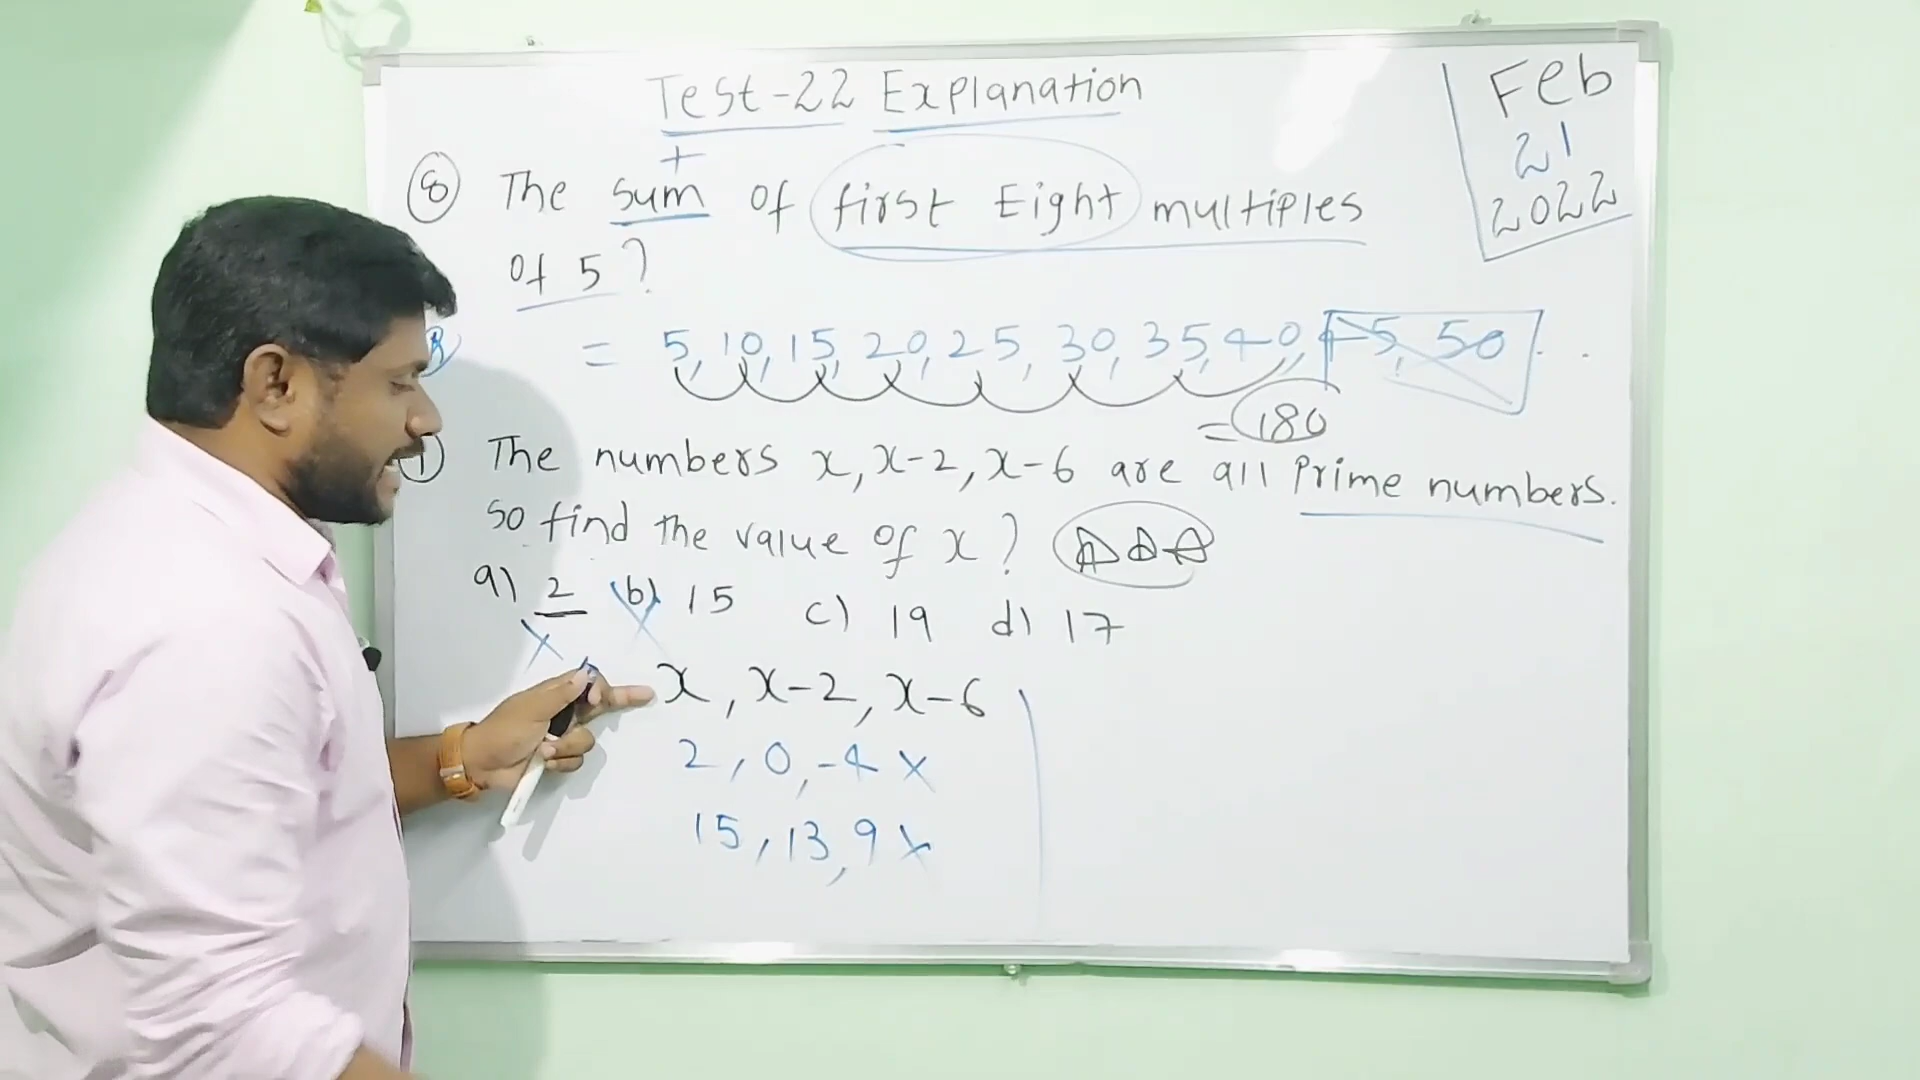 Test-22 Explanation
Feb
21
2022
+
8 The sum of first Eight multiples
of 5?
= 5, 10, 15, 20, 25, 30, 35, 40, 45, 50 . .
= 180
The numbers x, x-2, x-6 are all Prime numbers.
so find the value of x?
a) 2 b) 15 c) 19 d) 17
x, x-2, x-6
2, 0, -4 x
15, 13, 9 x